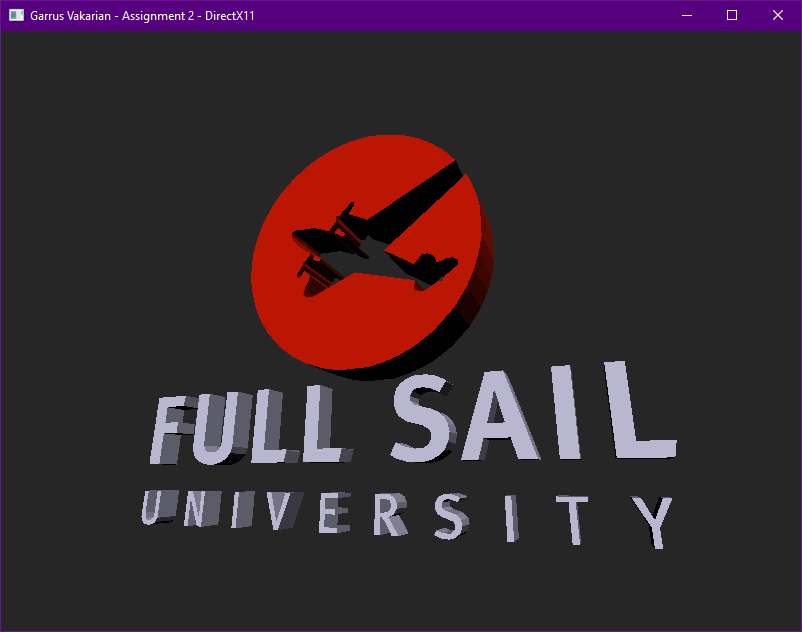 Garrus Vakarian - Assignment 2 - DirectX11
FULL SAIL
UNIVERSITY